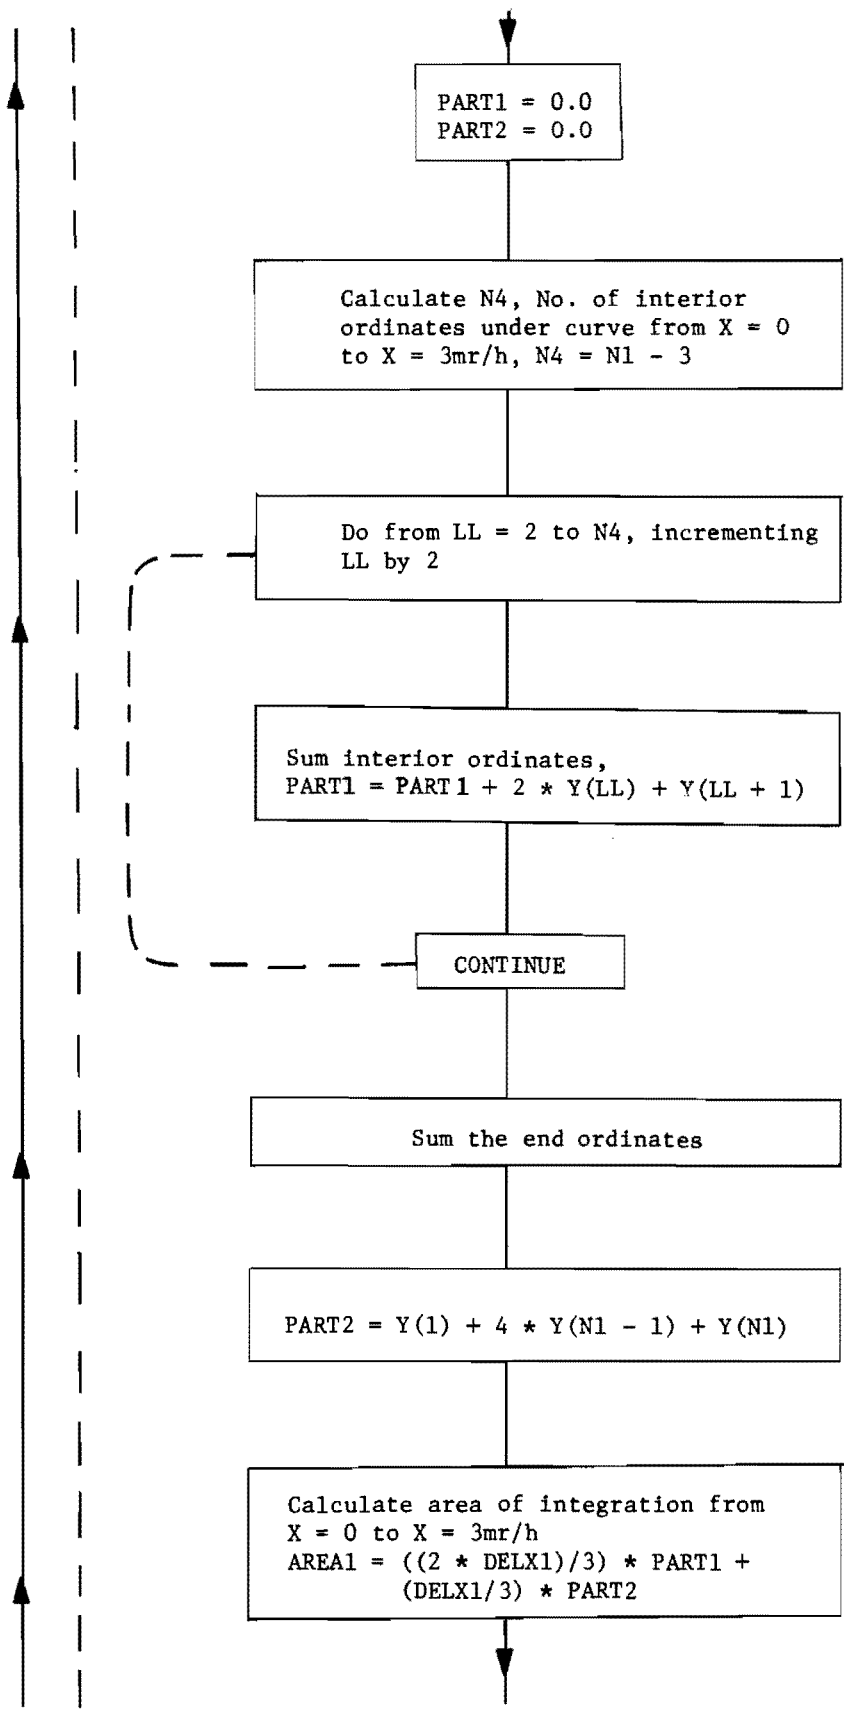 PART1 = 0.0
PART2 = 0.0
Calculate N4, No. of interior
ordinates under curve from X = 0
to X = 3mr/h, N4 = N1 - 3
Do from LL = 2 to N4, incrementing
LL by 2
Sum interior ordinates,
PART1 = PART1 + 2 * Y(LL) + Y(LL + 1)
CONTINUE
Sum the end ordinates
PART2 = Y(1) + 4 * Y(N1 - 1) + Y(N1)
Calculate area of integration from
X = 0 to X = 3mr/h
AREA1 = ((2 * DELX1)/3) * PART1 +
(DELX1/3) * PART2